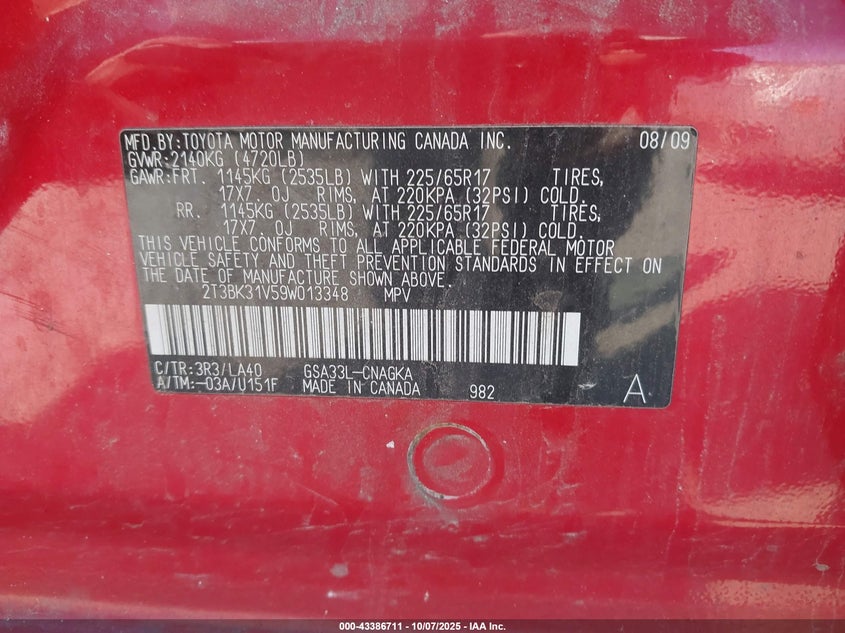 MFD.BY:TOYOTA MOTOR MANUFACTURING CANADA INC. 08/09
GVWR:2140KG (4720LB)
GAWR:FRT. 1145KG (2535LB) WITH 225/65R17 TIRES,
17X7 0J RIMS, AT 220KPA (32PSI) COLD.
RR. 1145KG (2535LB) WITH 225/65R17 TIRES,
17X7 0J RIMS, AT 220KPA (32PSI) COLD.
THIS VEHICLE CONFORMS TO ALL APPLICABLE FEDERAL MOTOR
VEHICLE SAFETY AND THEFT PREVENTION STANDARDS IN EFFECT ON
THE DATE OF MANUFACTURE SHOWN ABOVE.
2T3BK31V59W013348 MPV
C/TR:3R3/LA40 GSA33L-CNAGKA
A/TM:-03A/U151F MADE IN CANADA 982 A
000-43386711 - 10/07/2025 - IAA Inc.